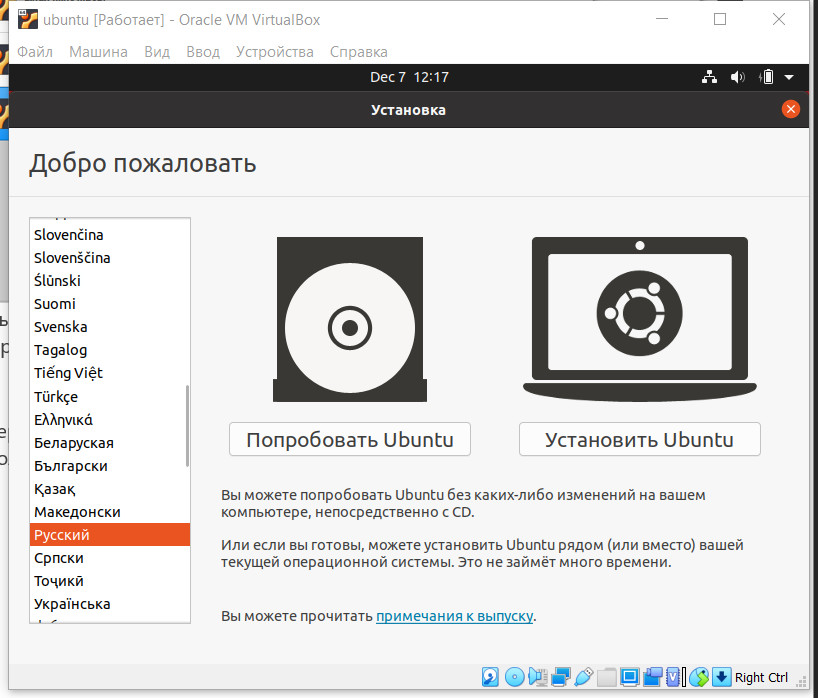 ubuntu [Работает] - Oracle VM VirtualBox
Файл Машина Вид Ввод Устройства Справка
Dec 7 12:17
Установка
Добро пожаловать
Slovenčina
Slovenščina
Ślůnski
Suomi
Svenska
Tagalog
Tiếng Việt
Türkçe
Ελληνικά
Беларуская
Български
Қазақ
Македонски
Русский
Српски
Тоҷикӣ
Українська
Попробовать Ubuntu
Установить Ubuntu
Вы можете попробовать Ubuntu без каких-либо изменений на вашем
компьютере, непосредственно с CD.
Или если вы готовы, можете установить Ubuntu рядом (или вместо) вашей
текущей операционной системы. Это не займёт много времени.
Вы можете прочитать примечания к выпуску.
Right Ctrl